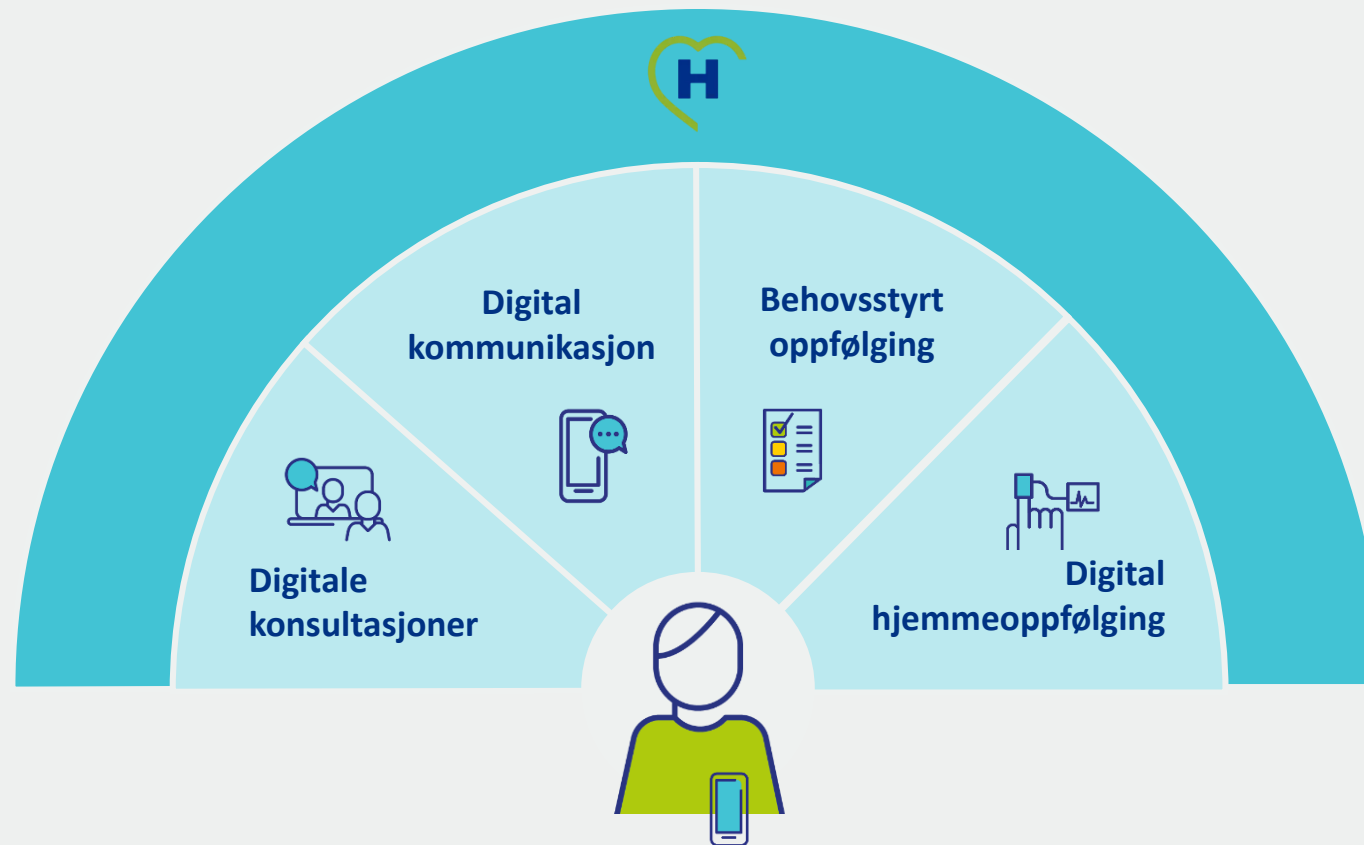 H
Digital
kommunikasjon
Behovsstyrt
oppfølging
Digitale
konsultasjoner
Digital
hjemmeoppfølging